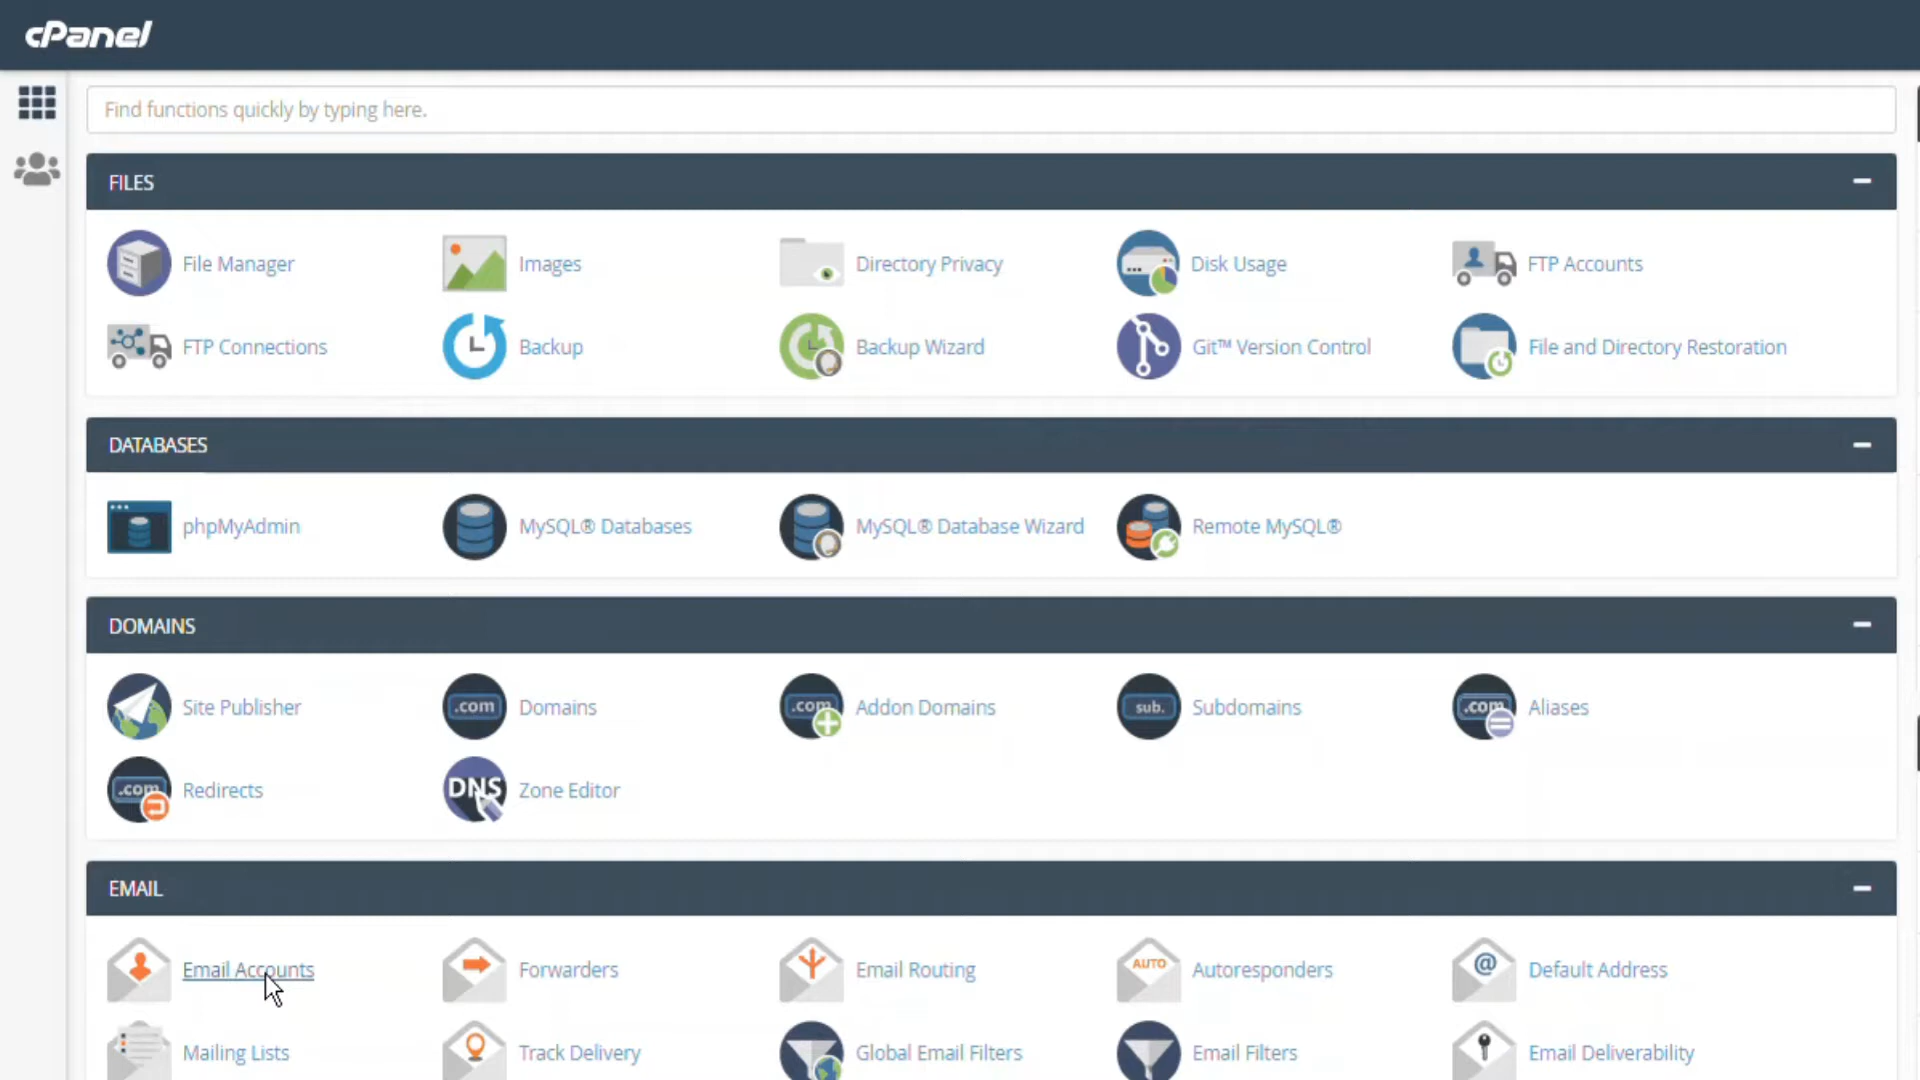 cPanel
Find functions quickly by typing here.
FILES
File Manager
Images
Directory Privacy
Disk Usage
FTP Accounts
FTP Connections
Backup
Backup Wizard
Git™ Version Control
File and Directory Restoration
DATABASES
phpMyAdmin
MySQL® Databases
MySQL® Database Wizard
Remote MySQL®
DOMAINS
Site Publisher
.com Domains
.com Addon Domains
sub. Subdomains
.com Aliases
.com Redirects
DNS Zone Editor
EMAIL
Email Accounts
Forwarders
Email Routing
AUTO Autoresponders
@ Default Address
Mailing Lists
Track Delivery
Global Email Filters
Email Filters
Email Deliverability